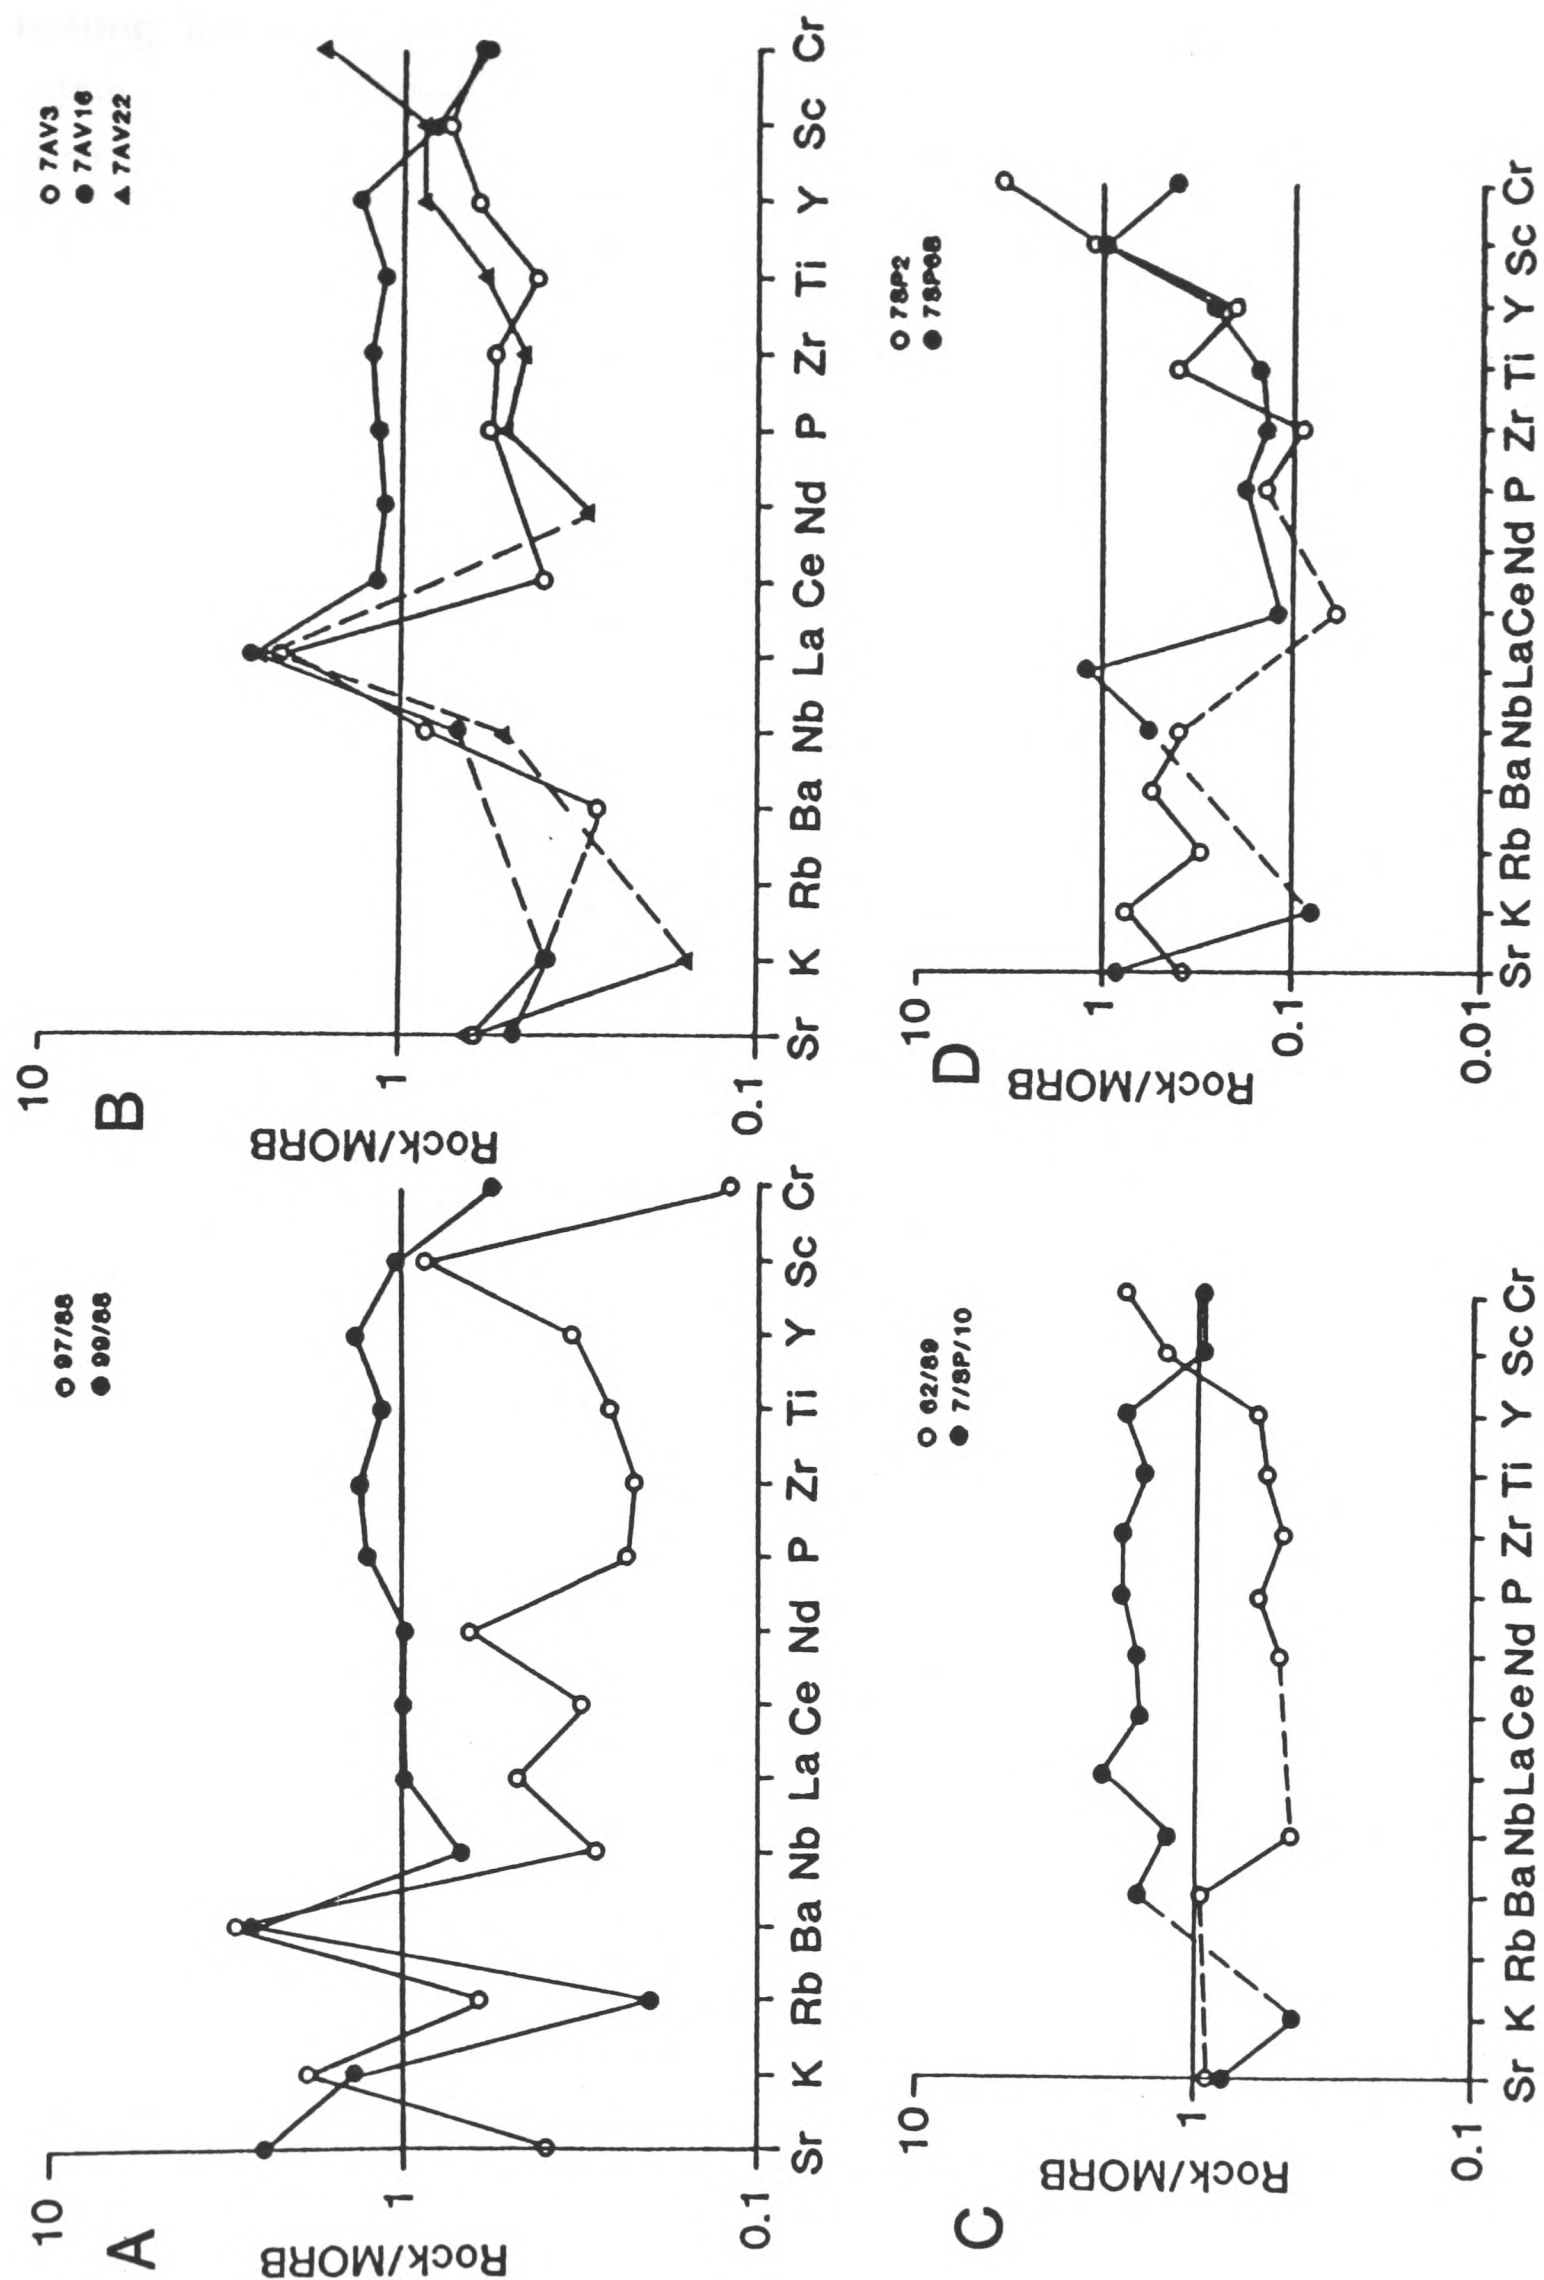 A
10
1
0.1
Rock/MORB
○ 97/88
● 99/88
Sr K Rb Ba Nb La Ce Nd P Zr Ti Y Sc Cr
B
10
1
0.1
Rock/MORB
○ 7AV3
● 7AV16
▲ 7AV22
Sr K Rb Ba Nb La Ce Nd P Zr Ti Y Sc Cr
C
10
1
0.1
Rock/MORB
○ 62/89
● 7/8P/10
Sr K Rb Ba Nb La Ce Nd P Zr Ti Y Sc Cr
D
10
1
0.1
0.01
Rock/MORB
○ 78P2
● 78P6B
Sr K Rb Ba Nb La Ce Nd P Zr Ti Y Sc Cr